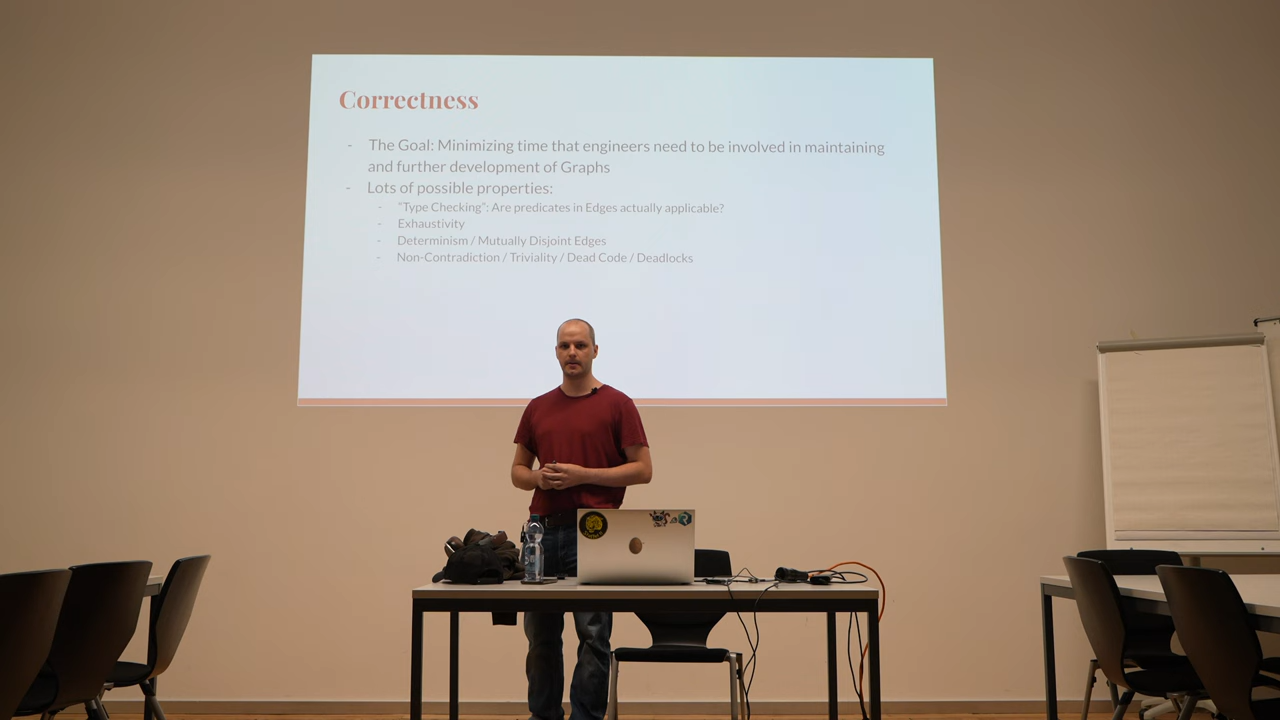 Correctness
- The Goal: Minimizing time that engineers need to be involved in maintaining
and further development of Graphs
- Lots of possible properties:
- “Type Checking”: Are predicates in Edges actually applicable?
- Exhaustivity
- Determinism / Mutually Disjoint Edges
- Non-Contradiction / Triviality / Dead Code / Deadlocks